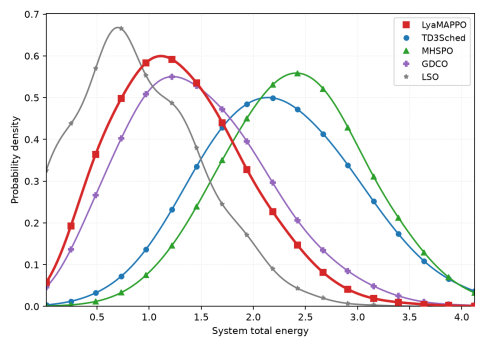 0.7
0.6
0.5
0.4
0.3
0.2
0.1
0.0
Probability density
0.5 1.0 1.5 2.0 2.5 3.0 3.5 4.0
System total energy
LyaMAPPO
TD3Sched
MHSPO
GDCO
LSO